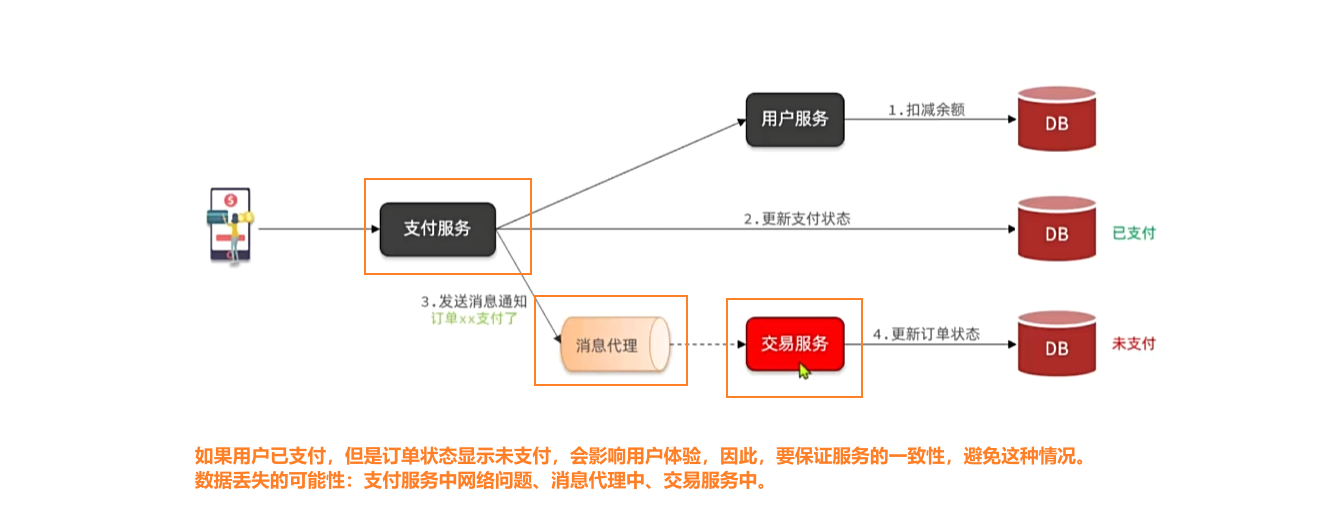 用户服务
1.扣减余额
DB
支付服务
2.更新支付状态
DB
已支付
3.发送消息通知
订单xx支付了
消息代理
交易服务
4.更新订单状态
DB
未支付
如果用户已支付，但是订单状态显示未支付，会影响用户体验，因此，要保证服务的一致性，避免这种情况。
数据丢失的可能性：支付服务中网络问题、消息代理中、交易服务中。